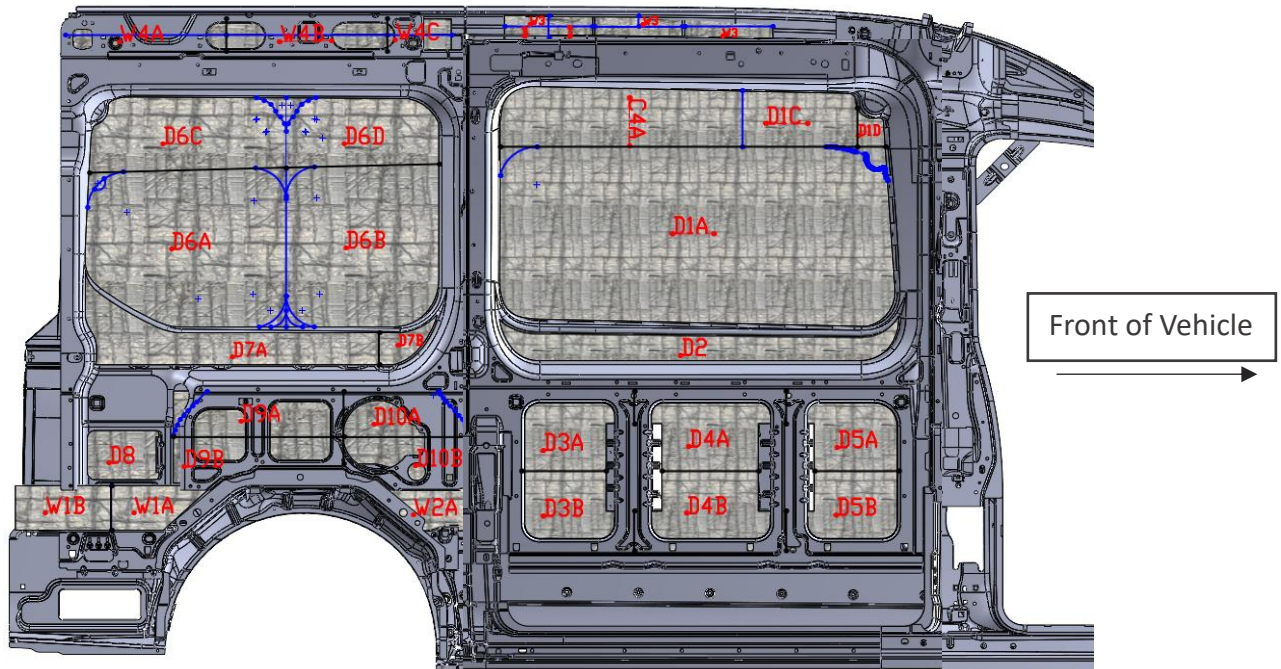 W4A
W4B
W4C
W3
W3
W3
D6C
D6D
C4A
D1C
D1D
D6A
D6B
D1A
Front of Vehicle
D7A
D7B
D2
D9A
D10A
D3A
D4A
D5A
D8
D9B
D10B
W1B
W1A
W2A
D3B
D4B
D5B